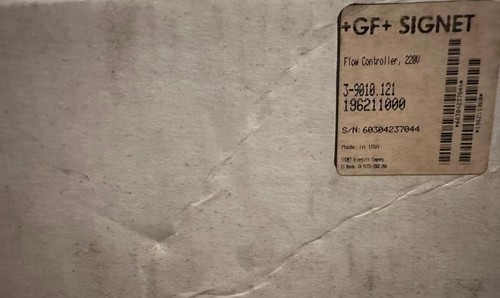 +GF+ SIGNET
Flow Controller, 220V
3-9010.121
196211000
S/N: 60304237044
Made in USA